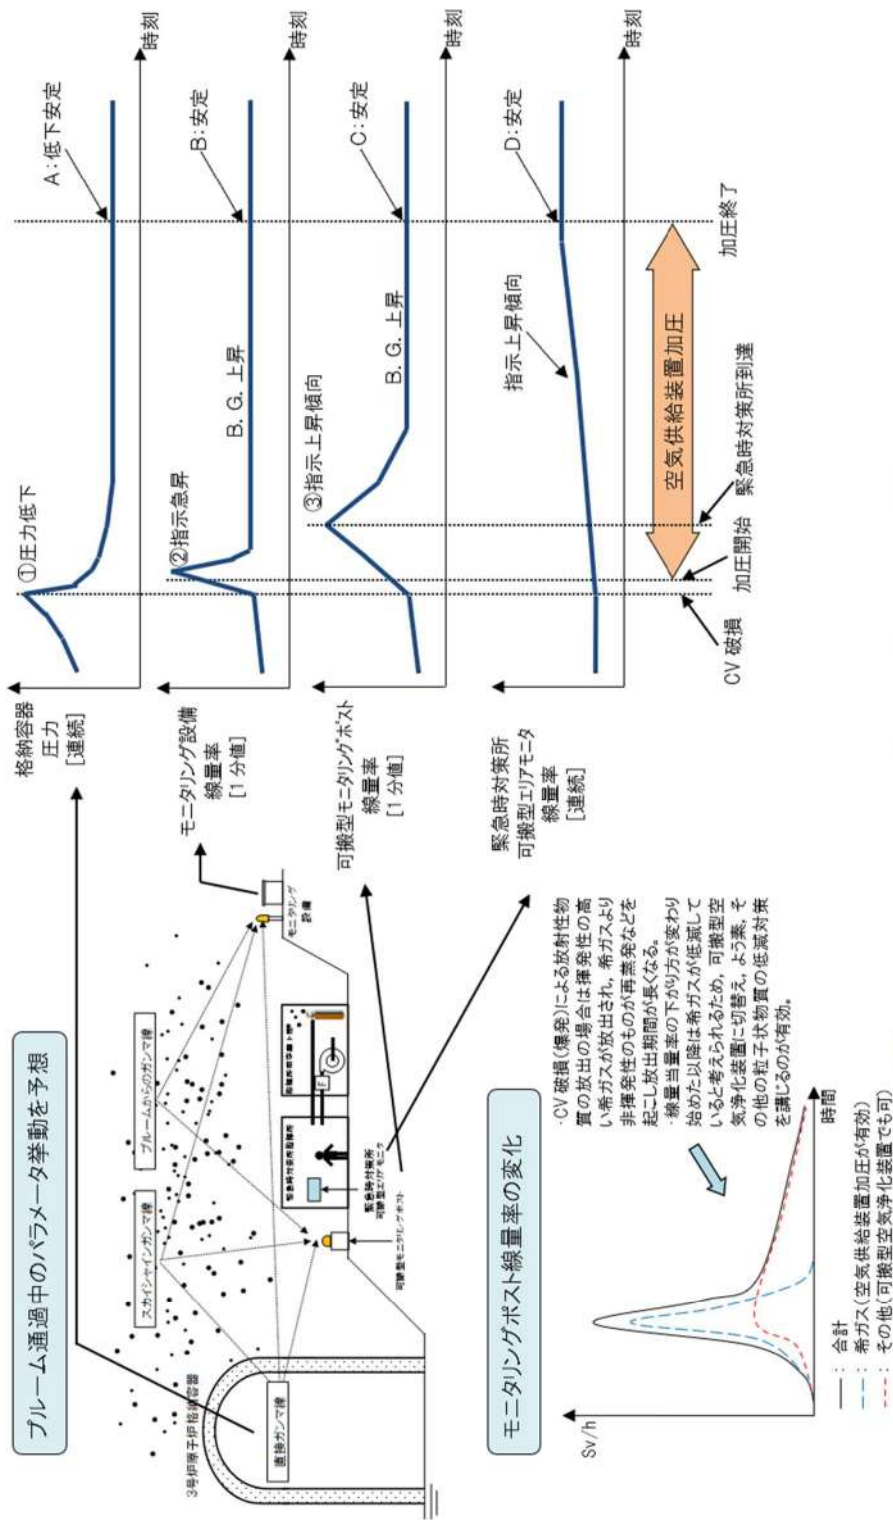 プルーム通過中のパラメータ挙動を予想
スカイシャインガンマ線
プルームからのガンマ線
3号炉原子炉格納容器
直接ガンマ線
モニタリング
設備
緊急時対策所指揮所
F
緊急時対策所
可搬型エリアモニタ
可搬型モニタリングポスト
格納容器
圧力
[連続]
①圧力低下
A:低下安定
時刻
モニタリング設備
線量率
[1分値]
②指示急昇
B.G.上昇
B:安定
時刻
可搬型モニタリングポスト
線量率
[1分値]
③指示上昇傾向
B.G.上昇
C:安定
時刻
緊急時対策所
可搬型エリアモニタ
線量率
[連続]
指示上昇傾向
D:安定
時刻
空気供給装置加圧
CV破損
加圧開始
緊急時対策所到達
加圧終了
モニタリングポスト線量率の変化
Sv/h
時間
:合計
:希ガス(空気供給装置加圧が有効)
:その他(可搬型空気浄化装置でも可)
・CV破損(爆発)による放射性物
質の放出の場合は揮発性の高
い希ガスが放出され,希ガスより
非揮発性のものが再蒸発などを
起こし放出期間が長くなる。
・線量当量率の下がり方が変わり
始めた以降は希ガスが低減して
いると考えられるため,可搬型空
気浄化装置に切替え,よう素,そ
の他の粒子状物質の低減対策
を講じるのが有効。